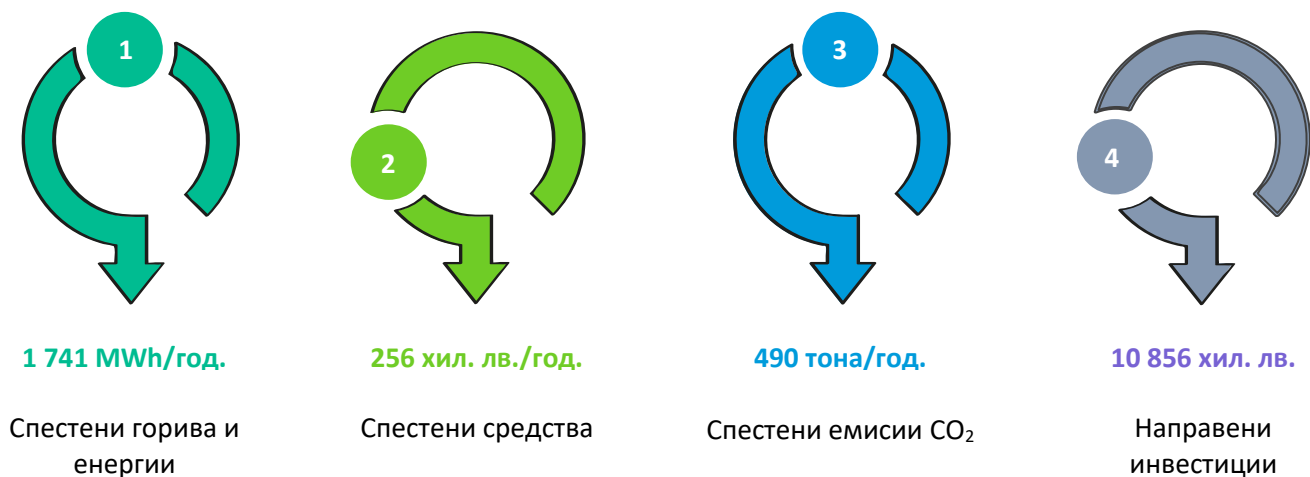 1
2
3
4
1 741 MWh/год.
256 хил. лв./год.
490 тона/год.
10 856 хил. лв.
Спестени горива и
енергии
Спестени средства
Спестени емисии CO₂
Направени
инвестиции